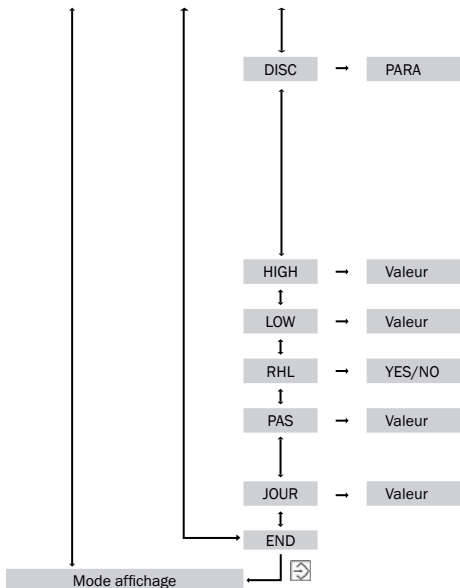 DISC → PARA
HIGH → Valeur
LOW → Valeur
RHL → YES/NO
PAS → Valeur
JOUR → Valeur
END
Mode affichage